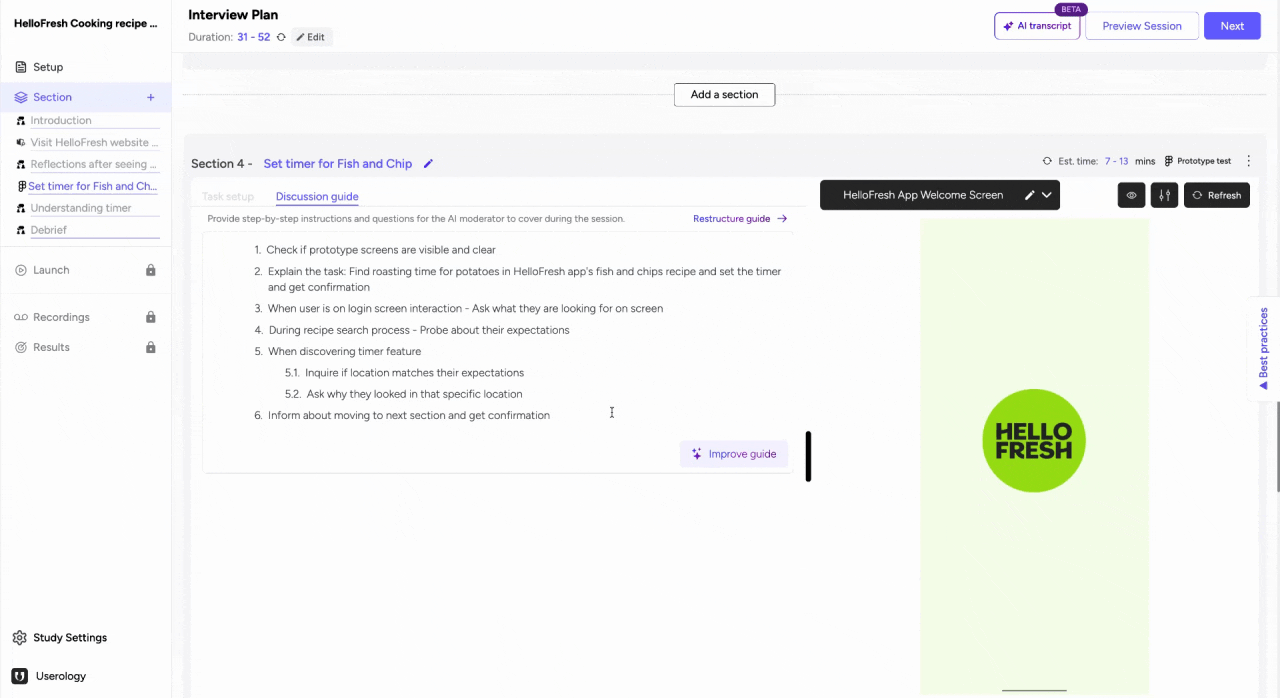 HelloFresh Cooking recipe ...
Setup
Section +
Introduction
Visit HelloFresh website ...
Reflections after seeing ...
Set timer for Fish and Ch...
Understanding timer
Debrief
Launch
Recordings
Results
Study Settings
Userology
Interview Plan
Duration: 31 - 52 Edit
BETA
AI transcript
Preview Session
Next
Add a section
Section 4 - Set timer for Fish and Chip
Est. time: 7 - 13 mins Prototype test
Task setup Discussion guide
Provide step-by-step instructions and questions for the AI moderator to cover during the session. Restructure guide →
1. Check if prototype screens are visible and clear
2. Explain the task: Find roasting time for potatoes in HelloFresh app's fish and chips recipe and set the timer
and get confirmation
3. When user is on login screen interaction - Ask what they are looking for on screen
4. During recipe search process - Probe about their expectations
5. When discovering timer feature
5.1. Inquire if location matches their expectations
5.2. Ask why they looked in that specific location
6. Inform about moving to next section and get confirmation
Improve guide
HelloFresh App Welcome Screen
Refresh
HELLO
FRESH
Best practices